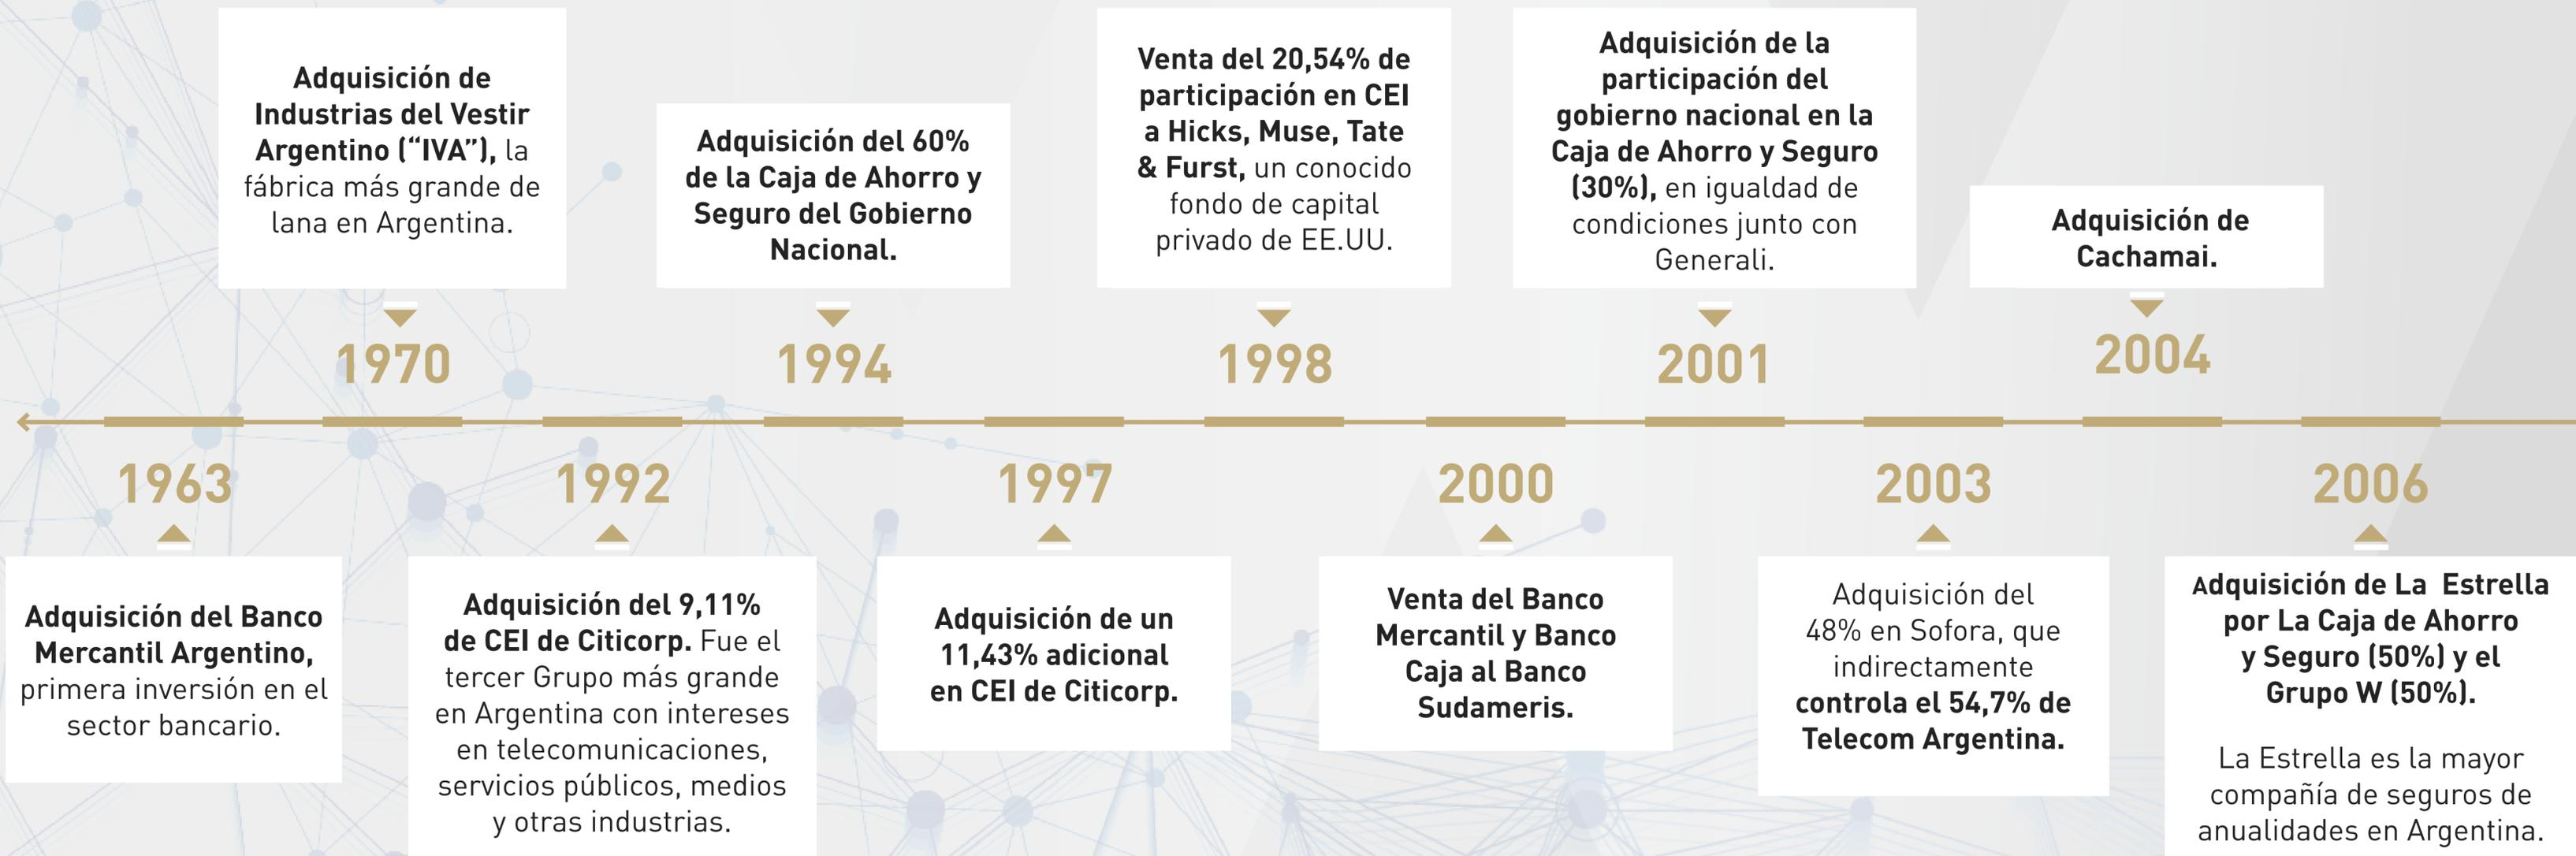 Adquisición de
Industrias del Vestir
Argentino (“IVA”), la
fábrica más grande de
lana en Argentina.
1970
Adquisición del 60%
de la Caja de Ahorro y
Seguro del Gobierno
Nacional.
1994
Venta del 20,54% de
participación en CEI
a Hicks, Muse, Tate
& Furst, un conocido
fondo de capital
privado de EE.UU.
1998
Adquisición de la
participación del
gobierno nacional en la
Caja de Ahorro y Seguro
(30%), en igualdad de
condiciones junto con
Generali.
2001
Adquisición de
Cachamai.
2004
1963
Adquisición del Banco
Mercantil Argentino,
primera inversión en el
sector bancario.
1992
Adquisición del 9,11%
de CEI de Citicorp. Fue el
tercer Grupo más grande
en Argentina con intereses
en telecomunicaciones,
servicios públicos, medios
y otras industrias.
1997
Adquisición de un
11,43% adicional
en CEI de Citicorp.
2000
Venta del Banco
Mercantil y Banco
Caja al Banco
Sudameris.
2003
Adquisición del
48% en Sofora, que
indirectamente
controla el 54,7% de
Telecom Argentina.
2006
Adquisición de La Estrella
por La Caja de Ahorro
y Seguro (50%) y el
Grupo W (50%).
La Estrella es la mayor
compañía de seguros de
anualidades en Argentina.